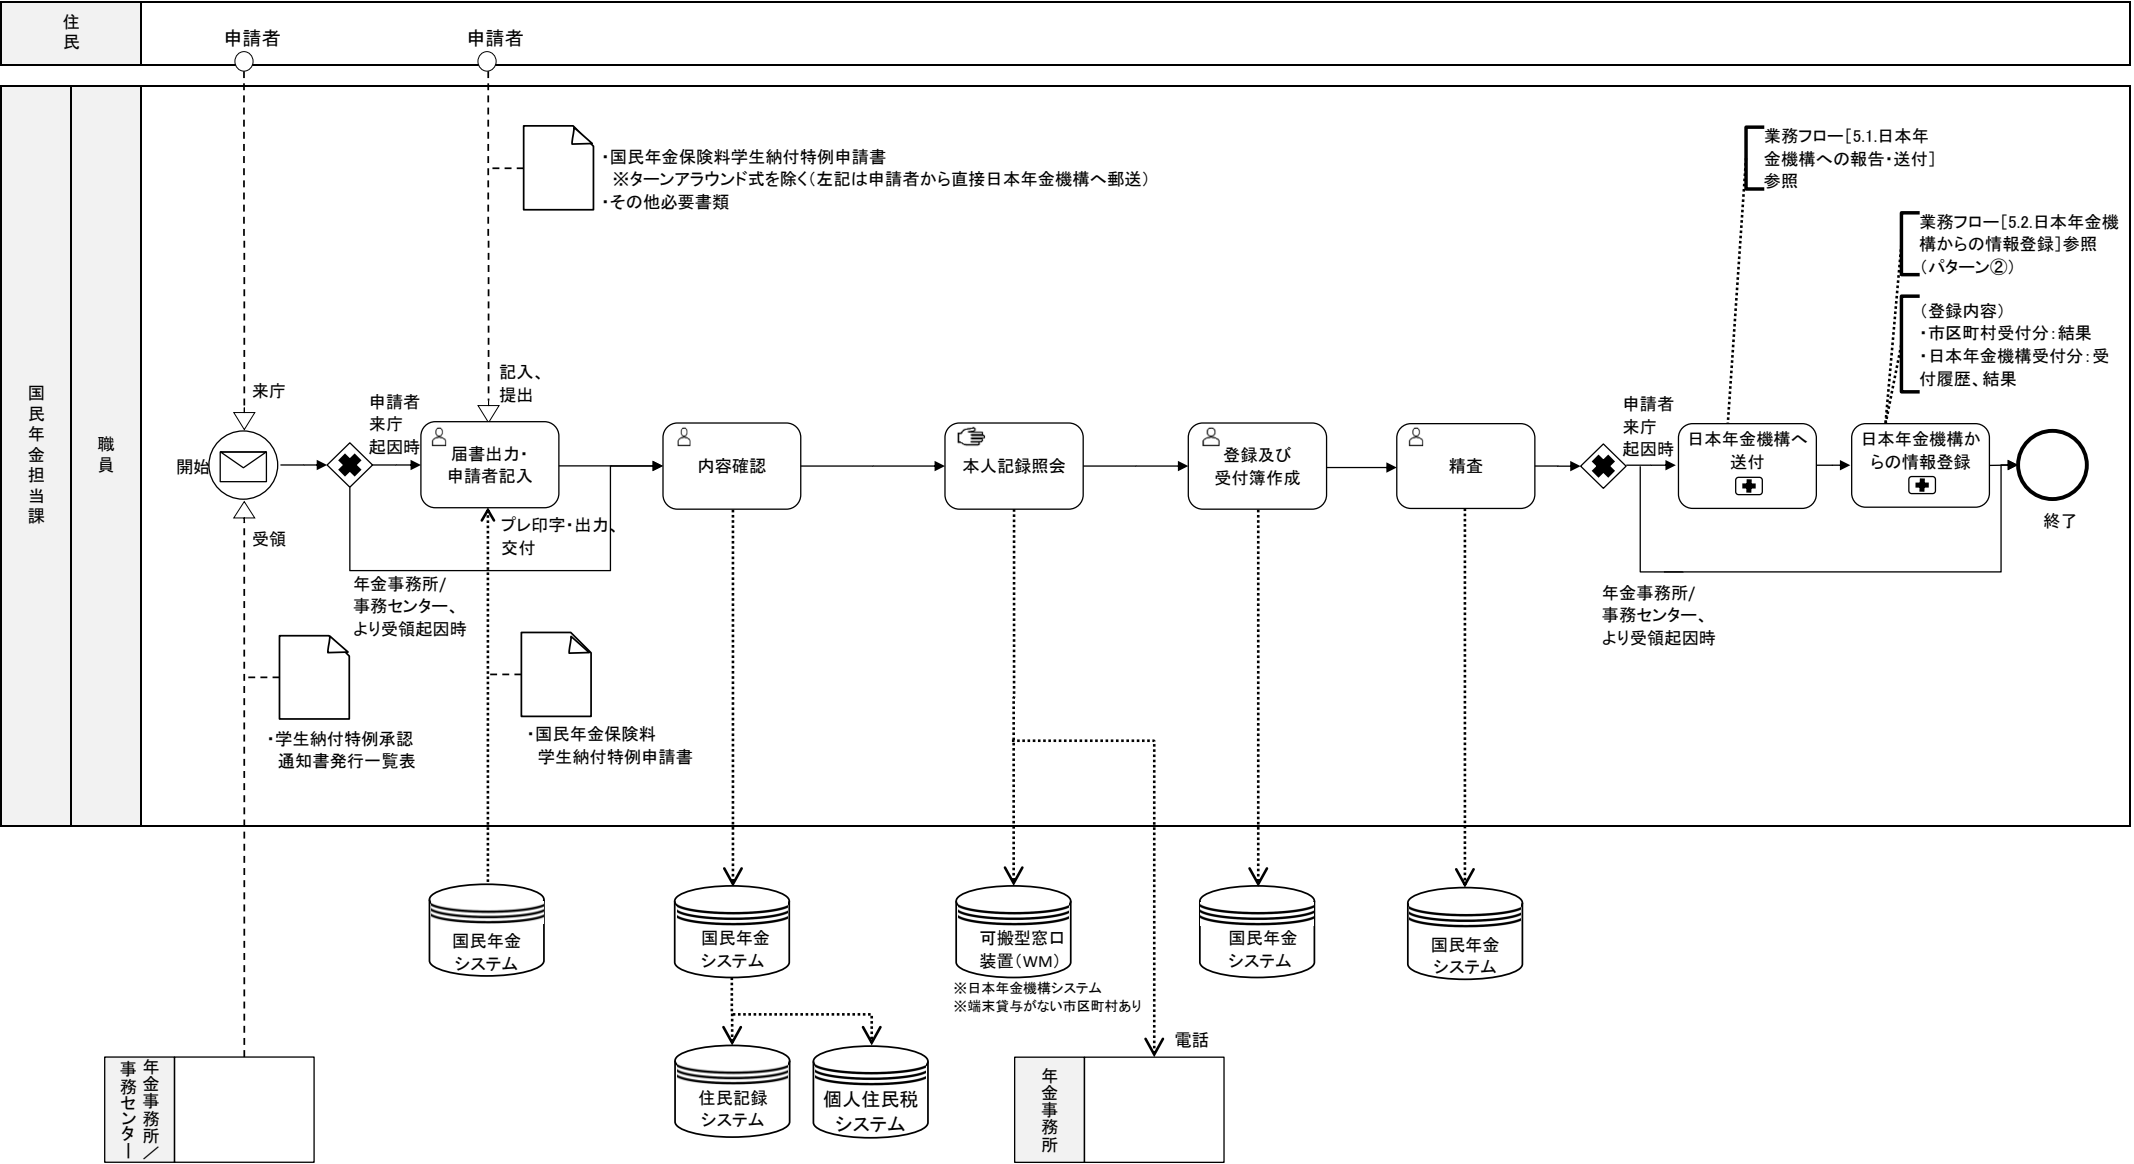 住
民
申請者
申請者
国民年金担当課
職員
・国民年金保険料学生納付特例申請書
※ターンアラウンド式を除く（左記は申請者から直接日本年金機構へ郵送）
・その他必要書類
業務フロー[5.1.日本年
金機構への報告・送付]
参照
業務フロー[5.2.日本年金機
構からの情報登録]参照
（パターン②）
（登録内容）
・市区町村受付分：結果
・日本年金機構受付分：受
付履歴、結果
来庁
開始
受領
申請者
来庁
起因時
記入、
提出
届書出力・
申請者記入
プレ印字・出力、
交付
年金事務所/
事務センター、
より受領起因時
内容確認
本人記録照会
登録及び
受付簿作成
精査
申請者
来庁
起因時
日本年金機構へ
送付
日本年金機構か
らの情報登録
終了
年金事務所/
事務センター、
より受領起因時
・学生納付特例承認
通知書発行一覧表
・国民年金保険料
学生納付特例申請書
国民年金
システム
国民年金
システム
可搬型窓口
装置（WM）
※日本年金機構システム
※端末貸与がない市区町村あり
国民年金
システム
国民年金
システム
住民記録
システム
個人住民税
システム
電話
年金事務所／
事務センター
年金事務所